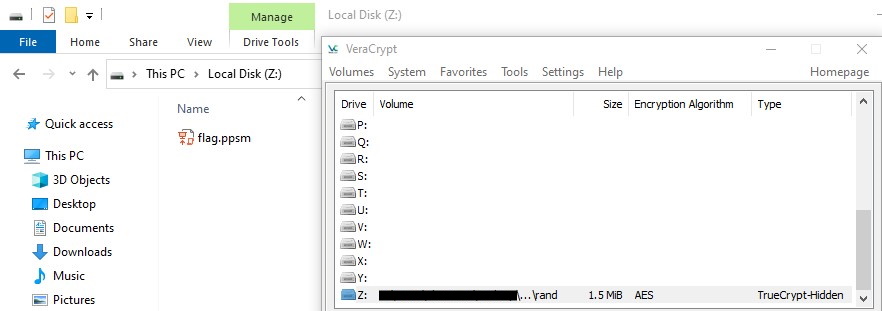 Manage
Local Disk (Z:)
File
Home
Share
View
Drive Tools
This PC
Local Disk (Z:)
Quick access
This PC
3D Objects
Desktop
Documents
Downloads
Music
Pictures
Name
flag.ppsm
VeraCrypt
Volumes System Favorites Tools Settings Help Homepage
Drive Volume Size Encryption Algorithm Type
P:
Q:
R:
S:
T:
U:
V:
W:
X:
Y:
Z: \...\rand 1.5 MiB AES TrueCrypt-Hidden